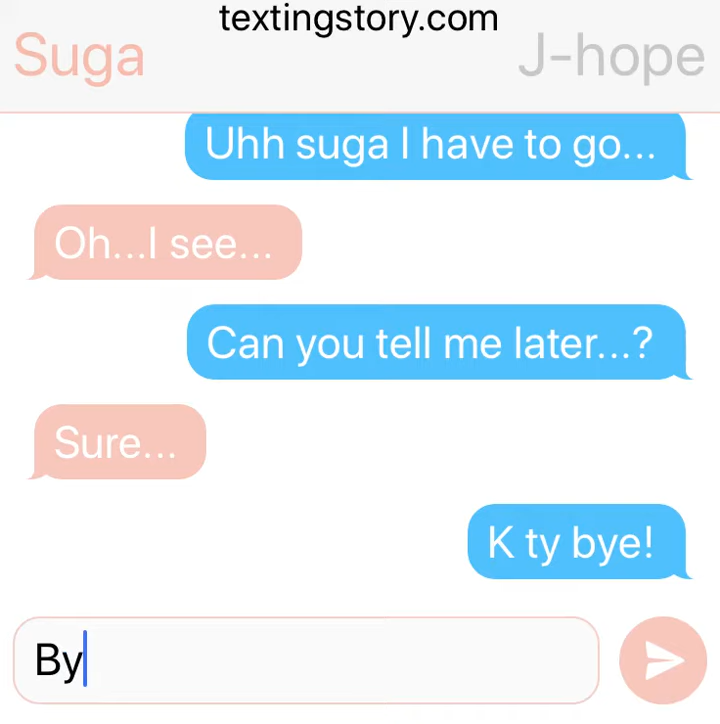 textingstory.com
Suga
J-hope
Uhh suga I have to go...
Oh...I see...
Can you tell me later...?
Sure...
K ty bye!
By